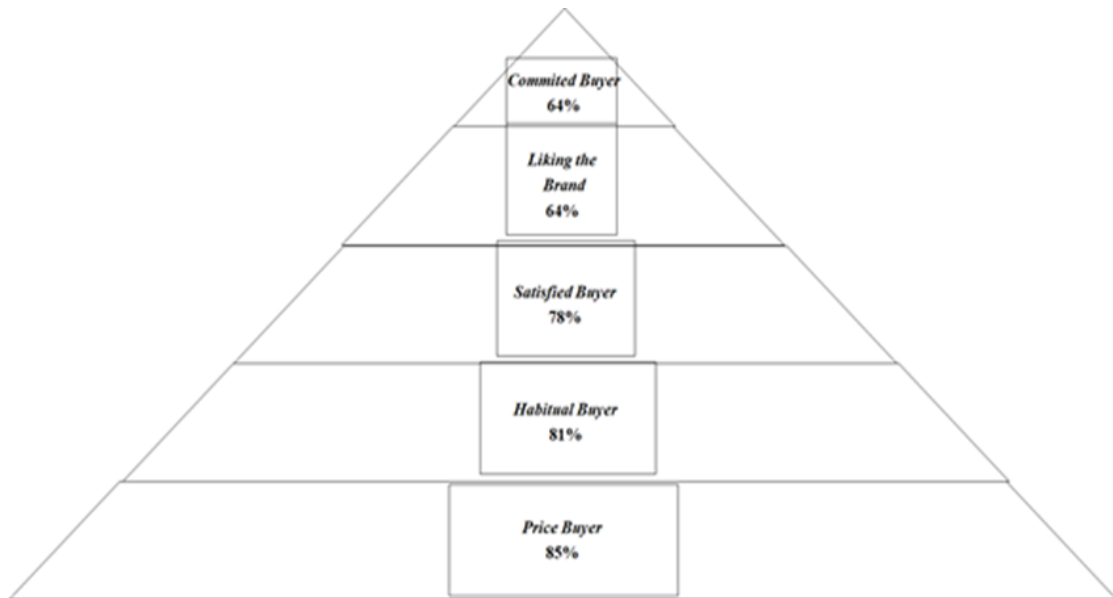 Commited Buyer
64%
Liking the
Brand
64%
Satisfied Buyer
78%
Habitual Buyer
81%
Price Buyer
85%